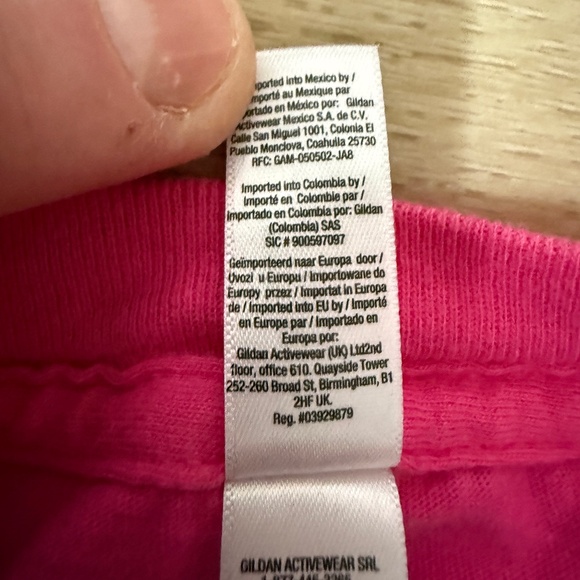 ported into Mexico by /
mporté au Mexique par
ortado en México por: Gildan
Activewear Mexico S.A. de C.V.
Calle San Miguel 1001, Colonia El
Pueblo Monclova, Coahuila 25730
RFC: GAM-050502-JA8
Imported into Colombia by /
Importé en Colombie par /
Importado en Colombia por: Gildan
(Colombia) SAS
SIC # 900597097
Geïmporteerd naar Europa door /
Uvozi u Europu / Importowane do
Europy przez / Importat in Europa
de / Imported into EU by / Importé
en Europe par / Importado en
Europa por:
Gildan Activewear (UK) Ltd2nd
floor, office 610. Quayside Tower
252-260 Broad St, Birmingham, B1
2HF UK.
Reg. #03929879
GILDAN ACTIVEWEAR SRL